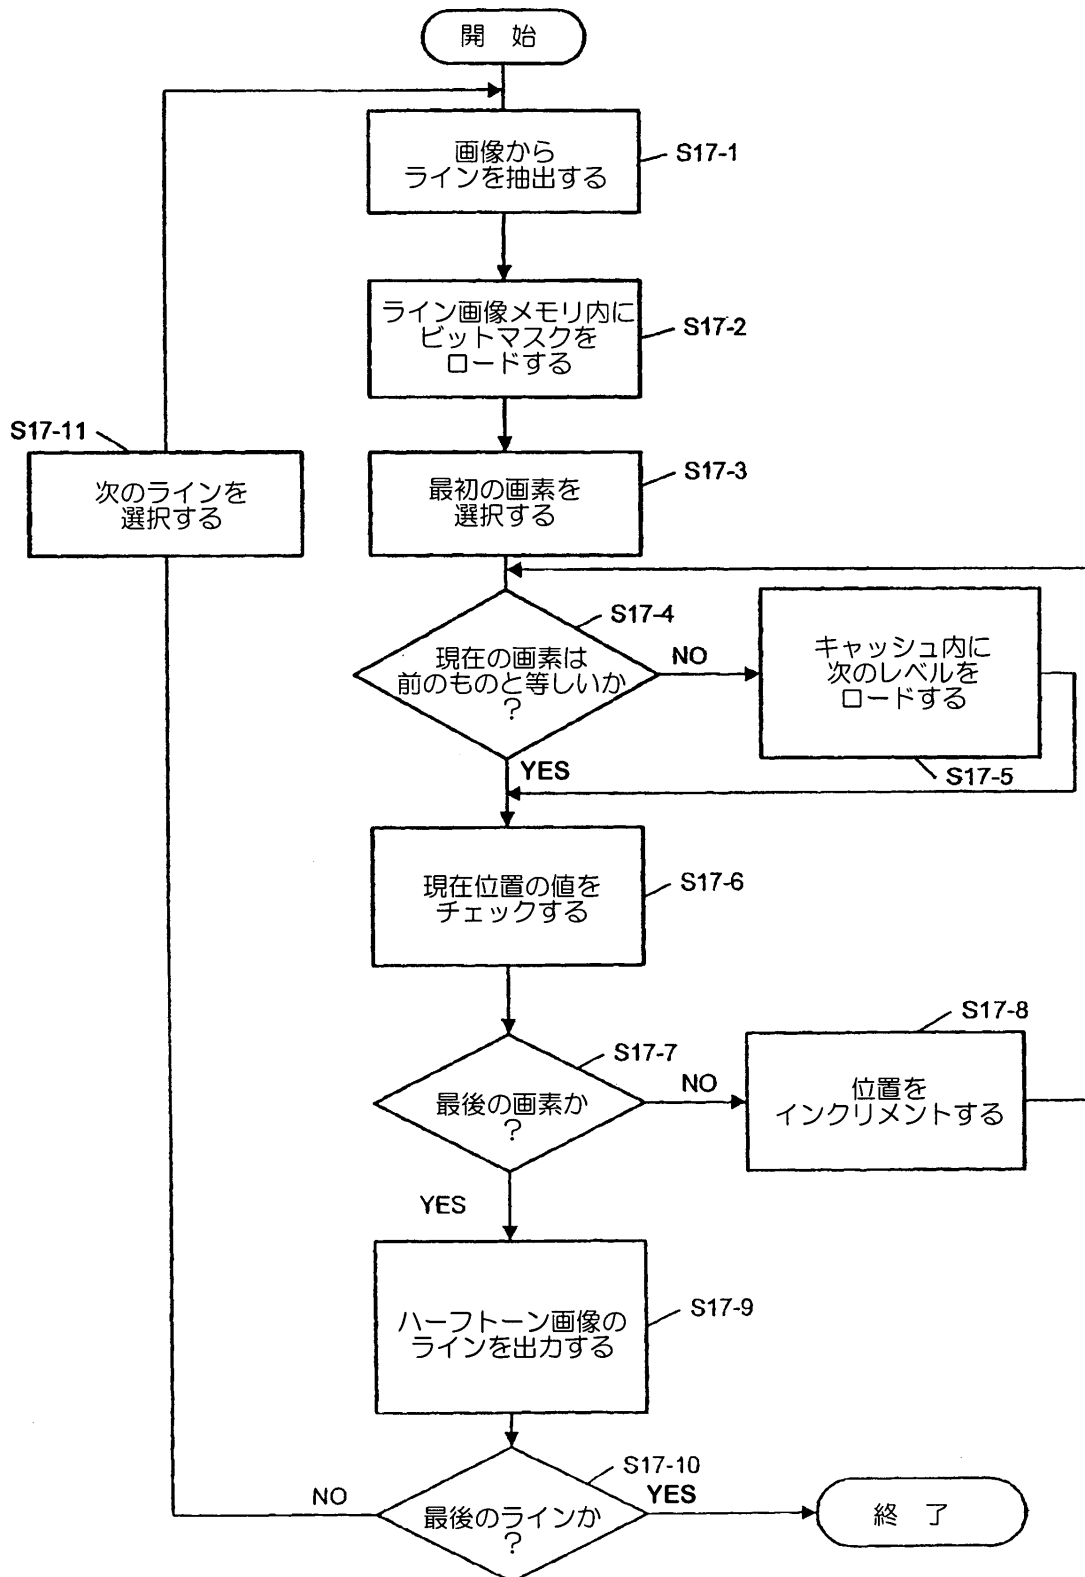 開 始
画像から
ラインを抽出する
S17-1
ライン画像メモリ内に
ビットマスクを
ロードする
S17-2
S17-11
次のラインを
選択する
最初の画素を
選択する
S17-3
S17-4
現在の画素は
前のものと等しいか
?
NO
キャッシュ内に
次のレベルを
ロードする
S17-5
YES
現在位置の値を
チェックする
S17-6
S17-7
最後の画素か
?
NO
S17-8
位置を
インクリメントする
YES
ハーフトーン画像の
ラインを出力する
S17-9
S17-10
最後のラインか
?
NO
YES
終 了